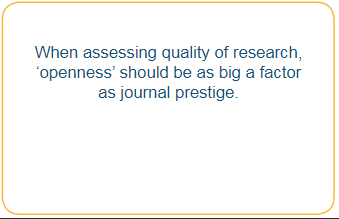 When assessing quality of research,
‘openness’ should be as big a factor
as journal prestige.